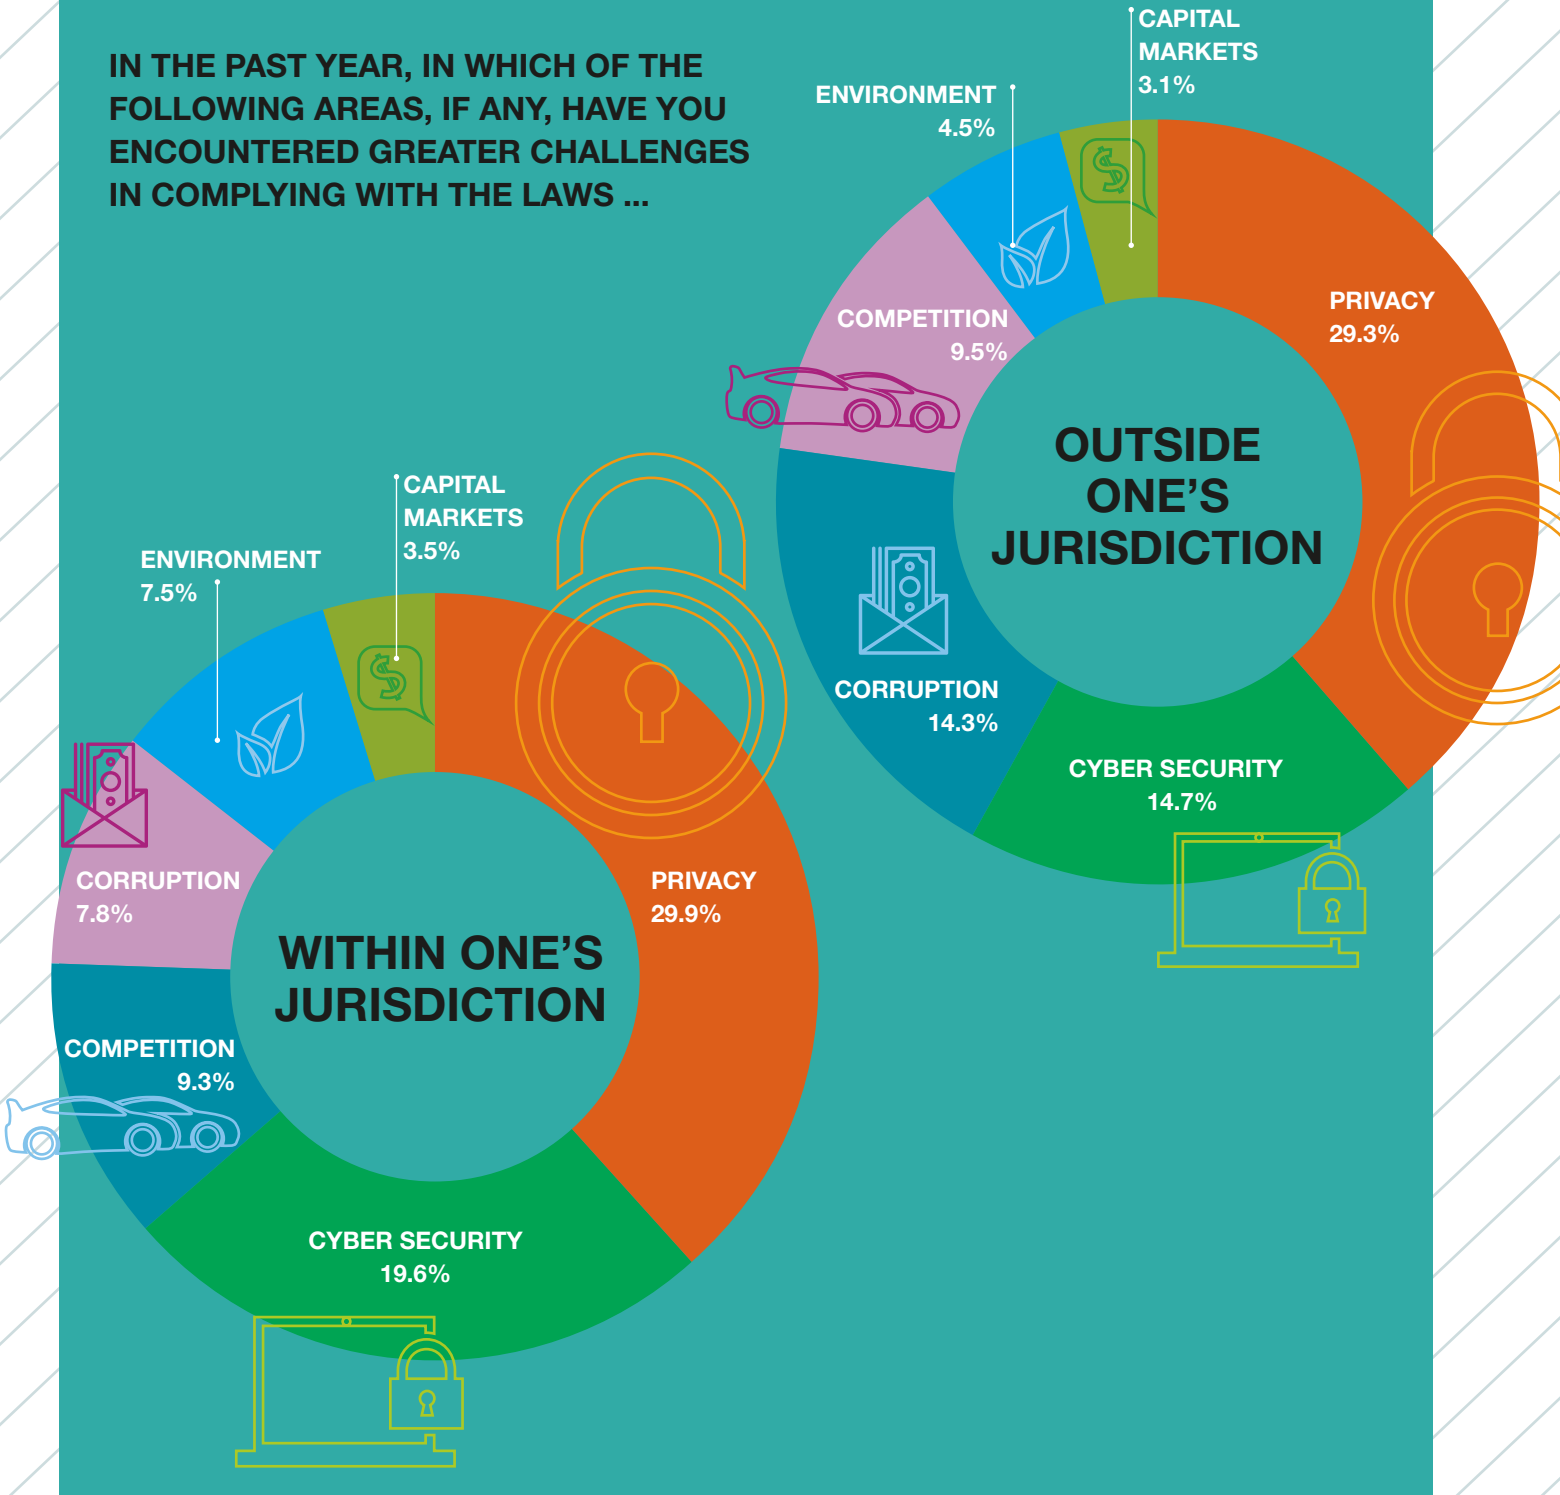 IN THE PAST YEAR, IN WHICH OF THE
FOLLOWING AREAS, IF ANY, HAVE YOU
ENCOUNTERED GREATER CHALLENGES
IN COMPLYING WITH THE LAWS ...
CAPITAL
MARKETS
3.1%
ENVIRONMENT
4.5%
PRIVACY
29.3%
COMPETITION
9.5%
OUTSIDE
ONE’S
JURISDICTION
CORRUPTION
14.3%
CYBER SECURITY
14.7%
CAPITAL
MARKETS
3.5%
ENVIRONMENT
7.5%
CORRUPTION
7.8%
PRIVACY
29.9%
WITHIN ONE’S
JURISDICTION
COMPETITION
9.3%
CYBER SECURITY
19.6%